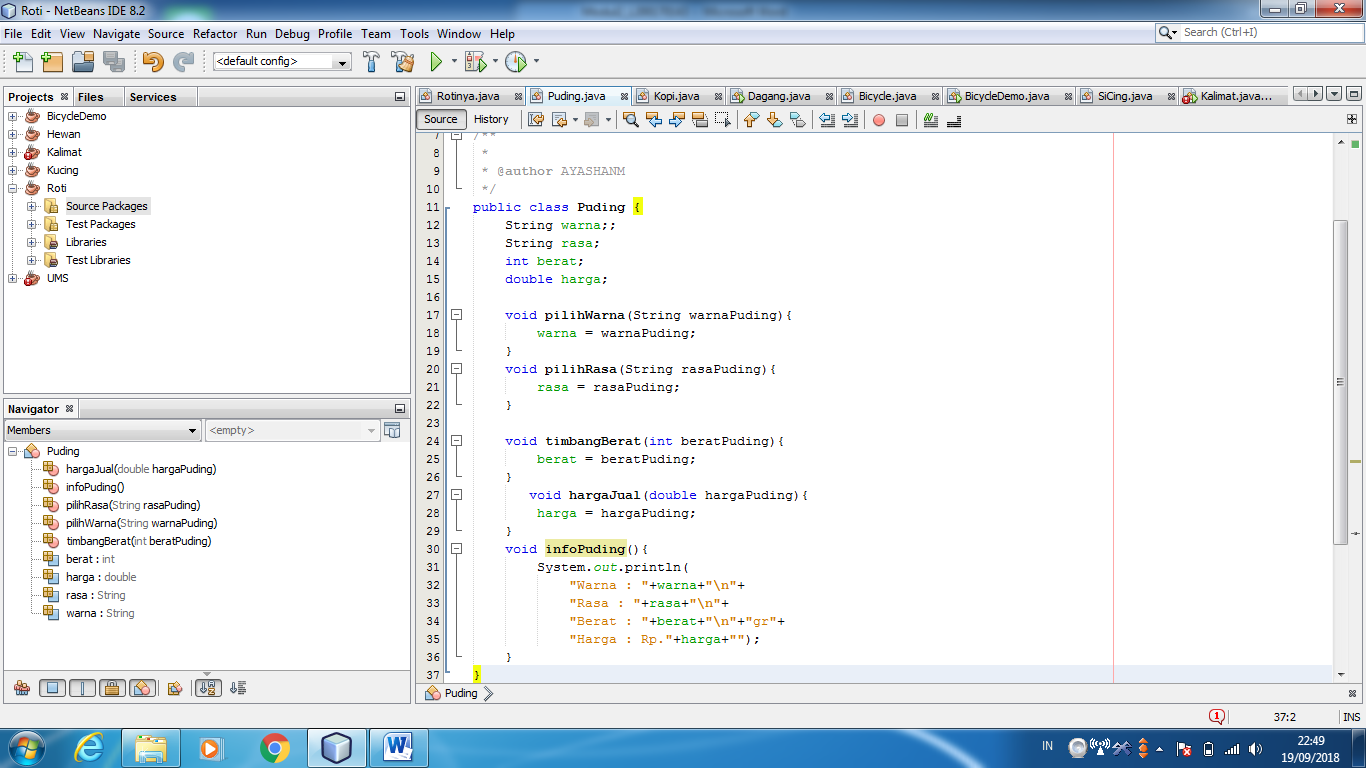 Roti - NetBeans IDE 8.2
File Edit View Navigate Source Refactor Run Debug Profile Team Tools Window Help
Search (Ctrl+I)
<default config>
Projects Files Services
BicycleDemo
Hewan
Kalimat
Kucing
Roti
Source Packages
Test Packages
Libraries
Test Libraries
UMS
Navigator
Members <empty>
Puding
hargaJual(double hargaPuding)
infoPuding()
pilihRasa(String rasaPuding)
pilihWarna(String warnaPuding)
timbangBerat(int beratPuding)
berat : int
harga : double
rasa : String
warna : String
Rotinya.java Puding.java Kopi.java Dagang.java Bicycle.java BicycleDemo.java SiCing.java Kalimat.java...
Source History
7 /**
8 *
9 * @author AYASHANM
10 */
11 public class Puding {
12 String warna;;
13 String rasa;
14 int berat;
15 double harga;
16
17 void pilihWarna(String warnaPuding){
18 warna = warnaPuding;
19 }
20 void pilihRasa(String rasaPuding){
21 rasa = rasaPuding;
22 }
23
24 void timbangBerat(int beratPuding){
25 berat = beratPuding;
26 }
27 void hargaJual(double hargaPuding){
28 harga = hargaPuding;
29 }
30 void infoPuding(){
31 System.out.println(
32 "Warna : "+warna+"\n"+
33 "Rasa : "+rasa+"\n"+
34 "Berat : "+berat+"\n"+"gr"+
35 "Harga : Rp."+harga+"");
36 }
37 }
Puding
1 37:2 INS
IN 22:49
19/09/2018